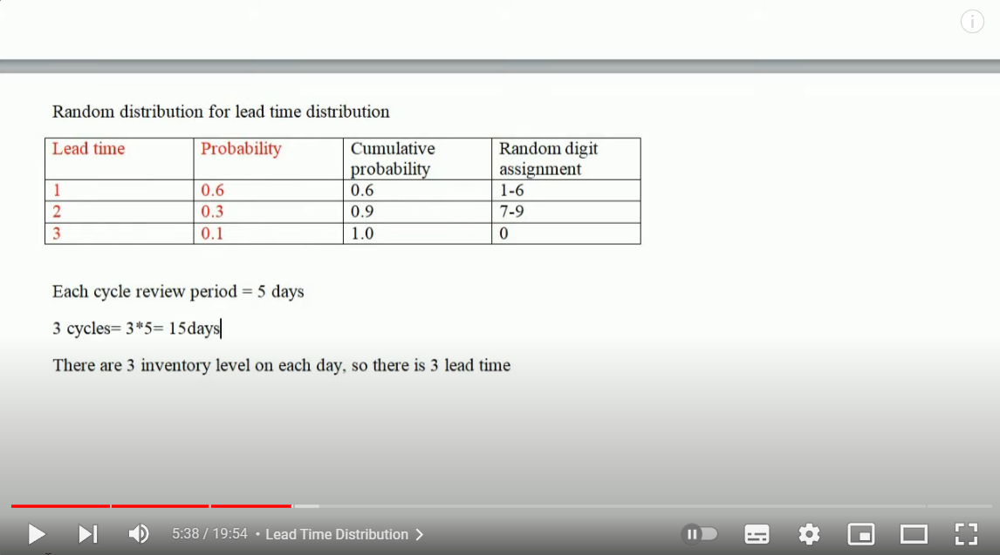 Random distribution for lead time distribution
Lead time Probability Cumulative probability Random digit assignment
1 0.6 0.6 1-6
2 0.3 0.9 7-9
3 0.1 1.0 0
Each cycle review period = 5 days
3 cycles= 3*5= 15days
There are 3 inventory level on each day, so there is 3 lead time
5:38 / 19:54 • Lead Time Distribution